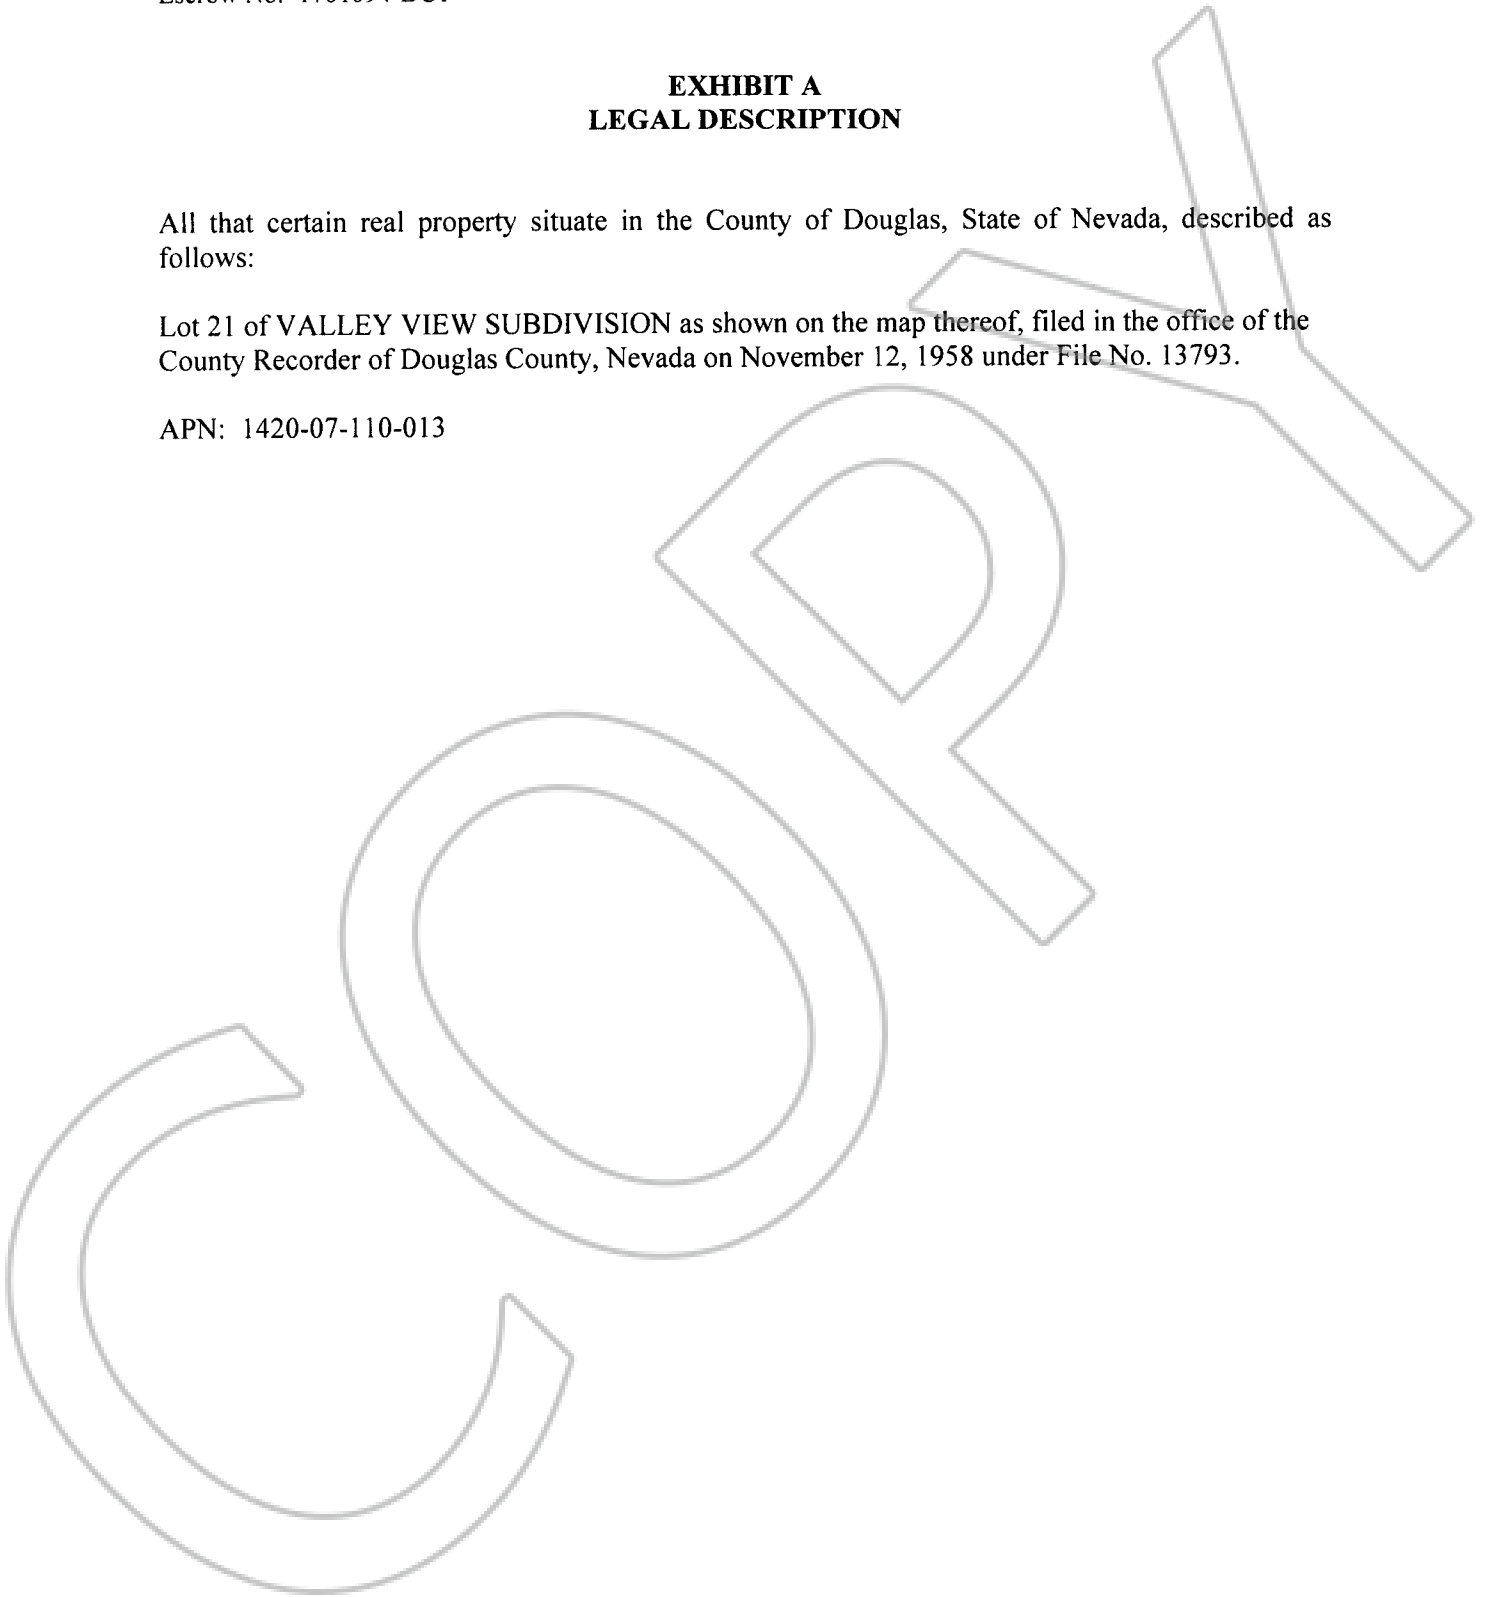 Escrow No.
EXHIBIT A
LEGAL DESCRIPTION
All that certain real property situate in the County of Douglas, State of Nevada, described as
follows:
Lot 21 of VALLEY VIEW SUBDIVISION as shown on the map thereof, filed in the office of the
County Recorder of Douglas County, Nevada on November 12, 1958 under File No. 13793.
APN: 1420-07-110-013
COPY